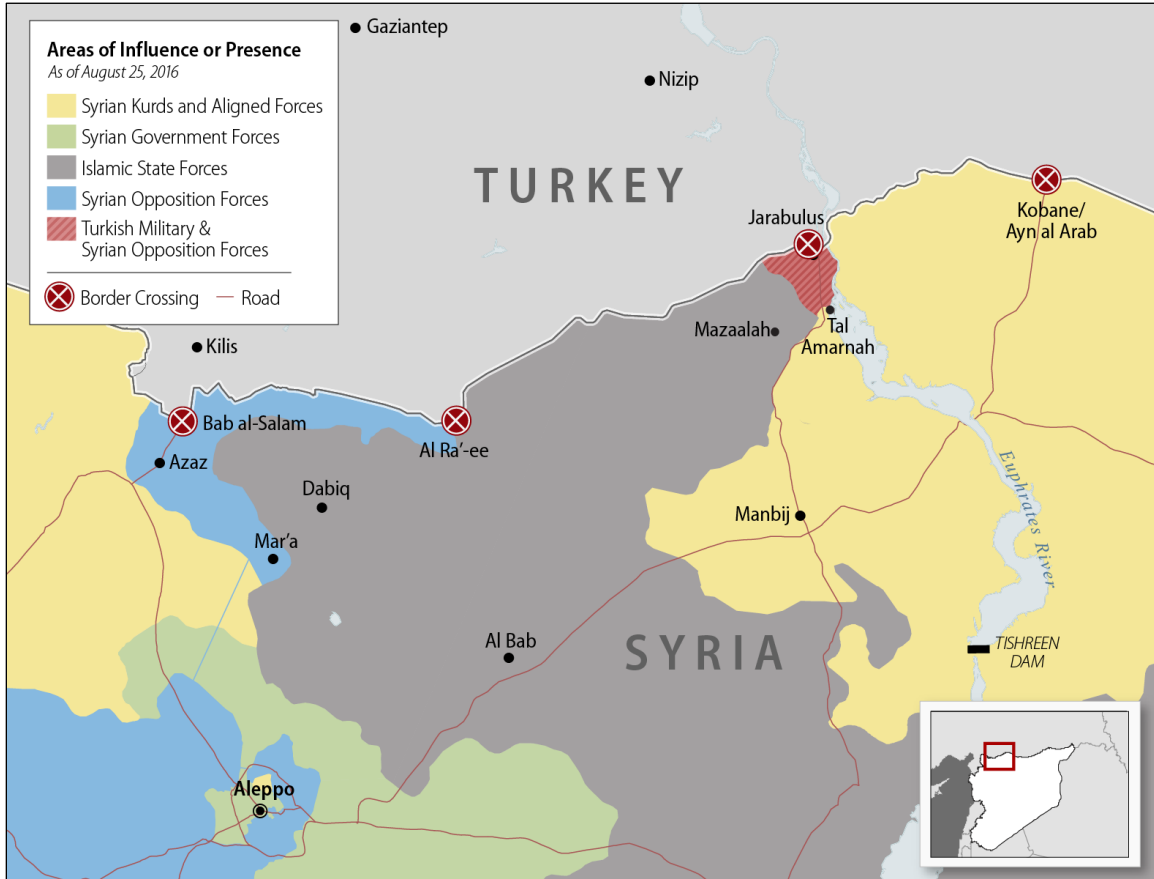 Areas of Influence or Presence
As of August 25, 2016
Syrian Kurds and Aligned Forces
Syrian Government Forces
Islamic State Forces
Syrian Opposition Forces
Turkish Military &
Syrian Opposition Forces
Border Crossing
Road
Gaziantep
Nizip
TURKEY
Jarabulus
Kobane/
Ayn al Arab
Kilis
Mazaalah
Tal
Amarnah
Bab al-Salam
Al Ra'-ee
Azaz
Dabiq
Manbij
Euphrates River
Mar'a
Al Bab
SYRIA
TISHREEN
DAM
Aleppo